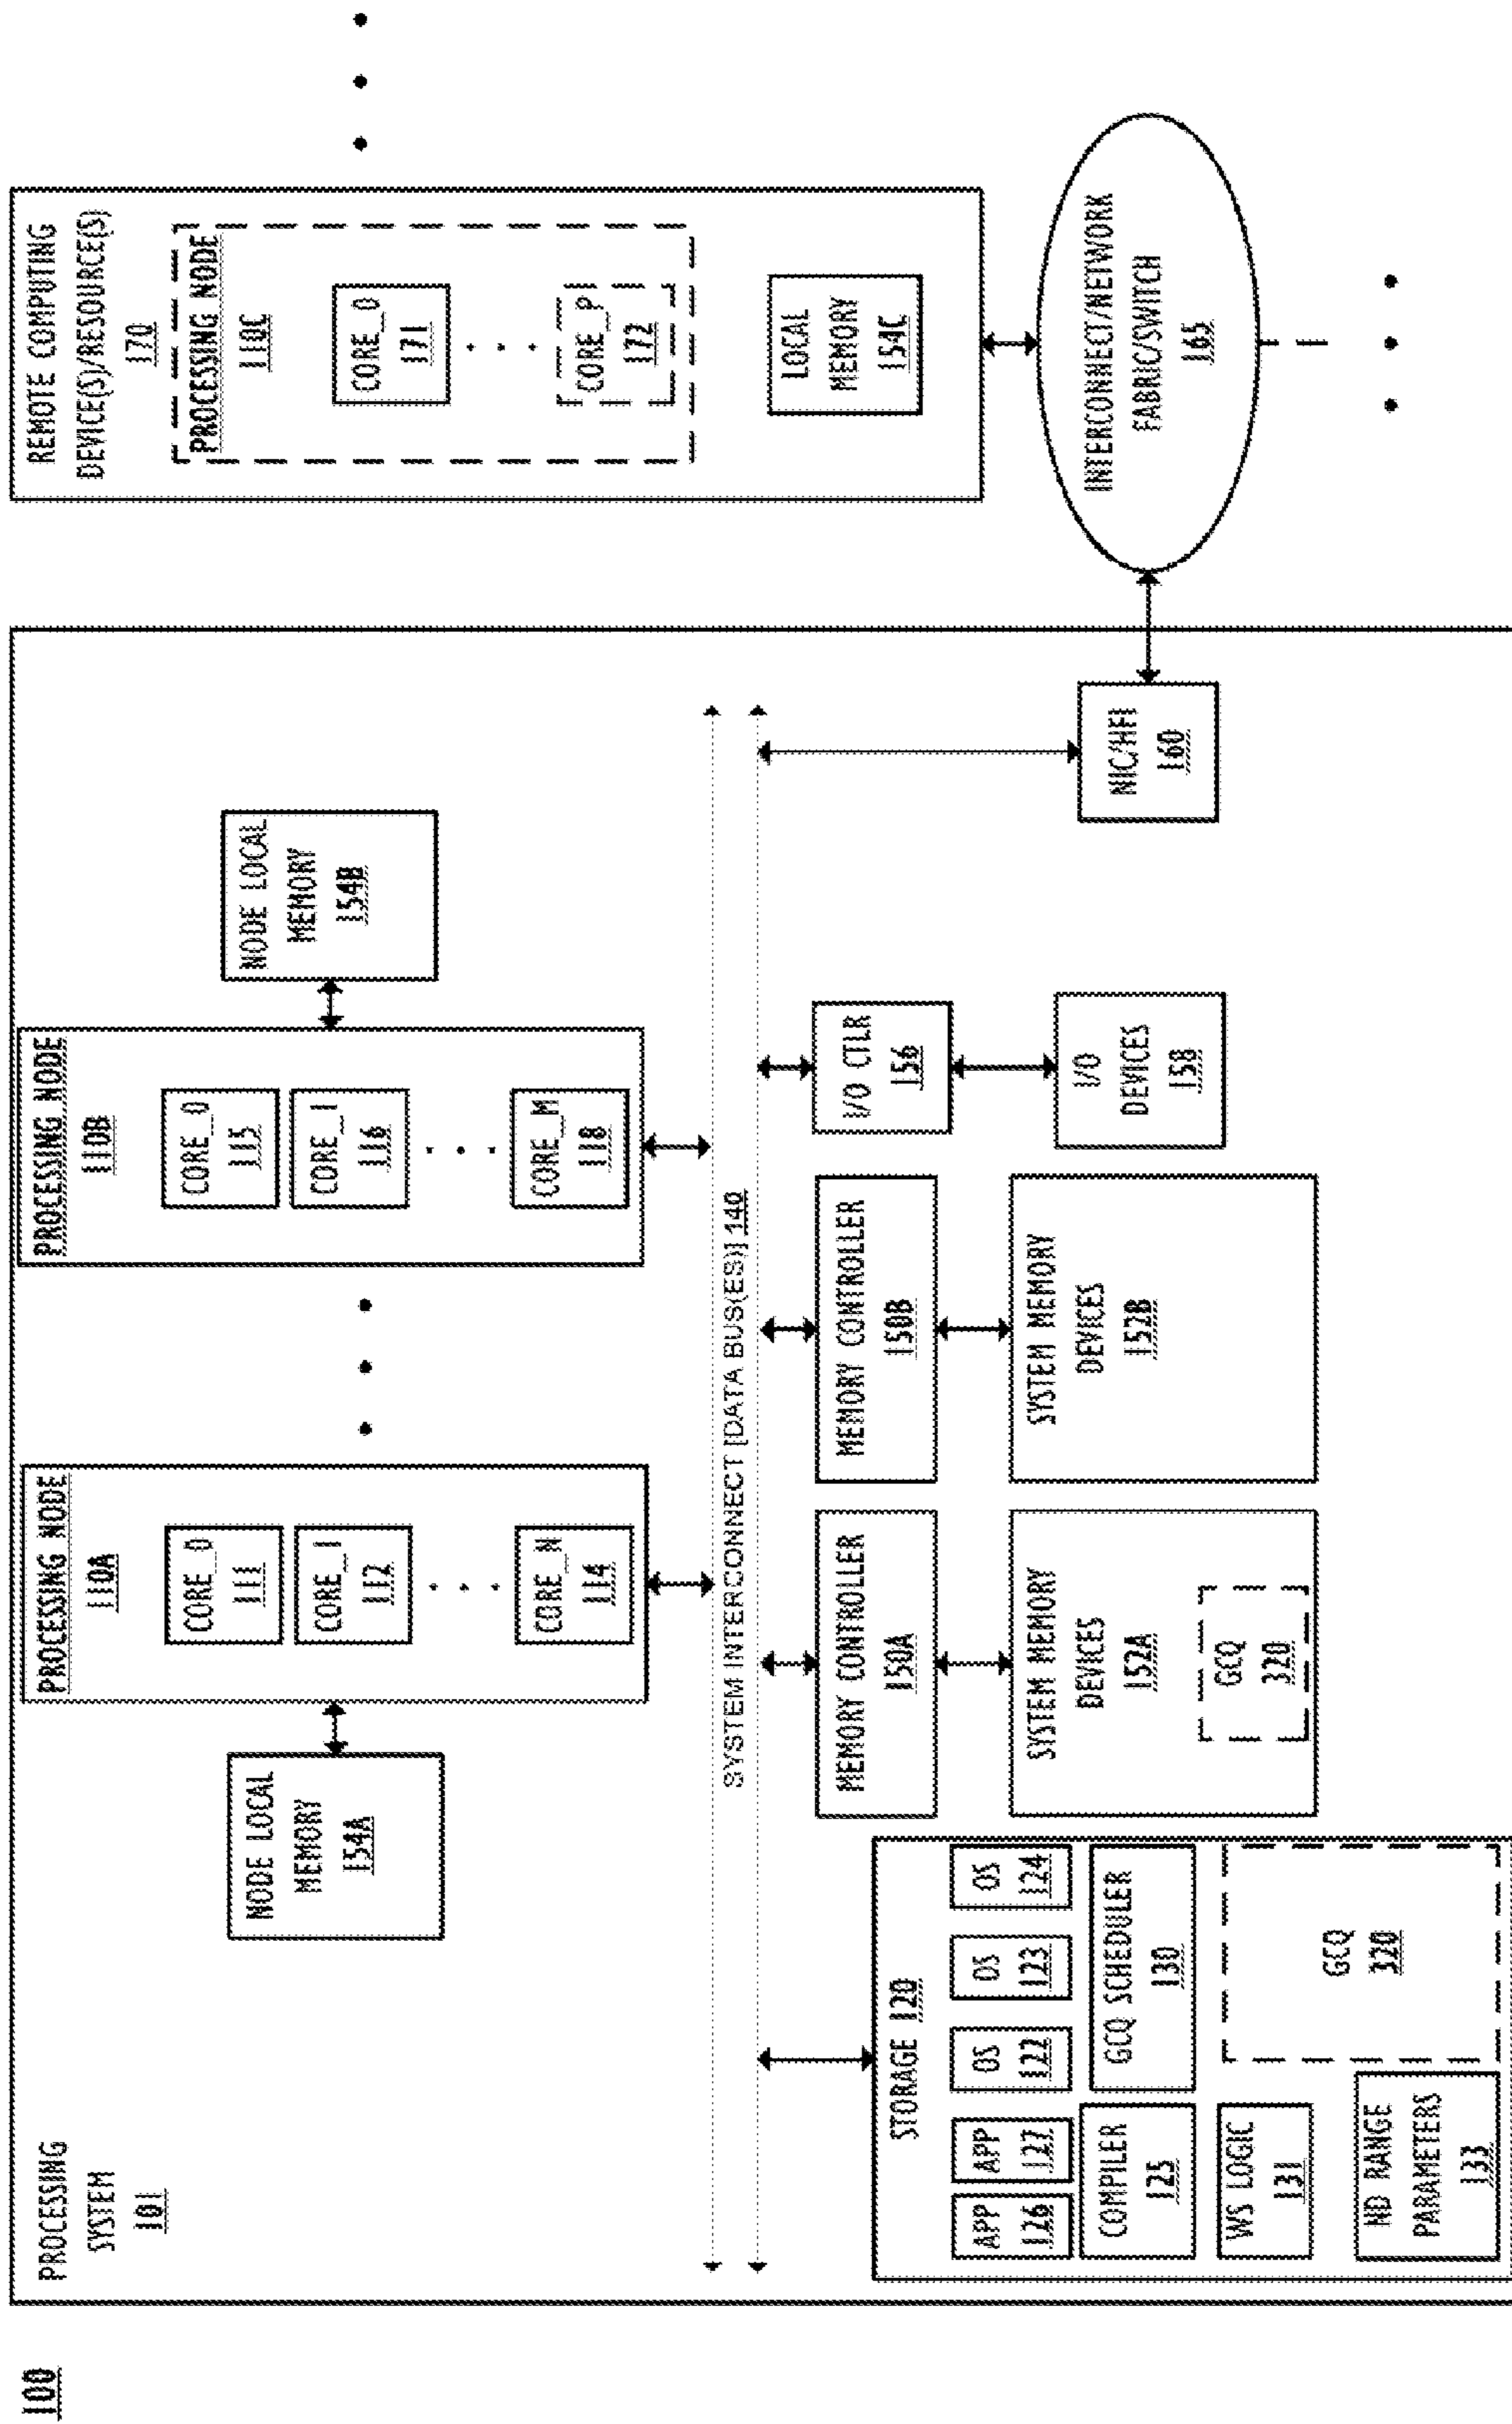 100
PROCESSING
SYSTEM
101
NODE LOCAL
MEMORY
154A
PROCESSING NODE
110A
CORE_0
111
CORE_1
112
CORE_N
114
PROCESSING NODE
110B
CORE_0
115
CORE_1
116
CORE_M
118
NODE LOCAL
MEMORY
154B
SYSTEM INTERCONNECT [DATA BUS(ES)] 140
STORAGE 120
APP
126
APP
127
OS
122
OS
123
OS
124
COMPILER
125
GCQ SCHEDULER
130
WS LOGIC
131
GCQ
320
ND RANGE
PARAMETERS
133
MEMORY CONTROLLER
150A
SYSTEM MEMORY
DEVICES
152A
GCQ
320
MEMORY CONTROLLER
150B
SYSTEM MEMORY
DEVICES
152B
I/O CTLR
156
I/O
DEVICES
158
NIC/HFI
160
REMOTE COMPUTING
DEVICE(S)/RESOURCE(S)
170
PROCESSING NODE
110C
CORE_0
171
CORE_P
172
LOCAL
MEMORY
154C
INTERCONNECT/NETWORK
FABRIC/SWITCH
165